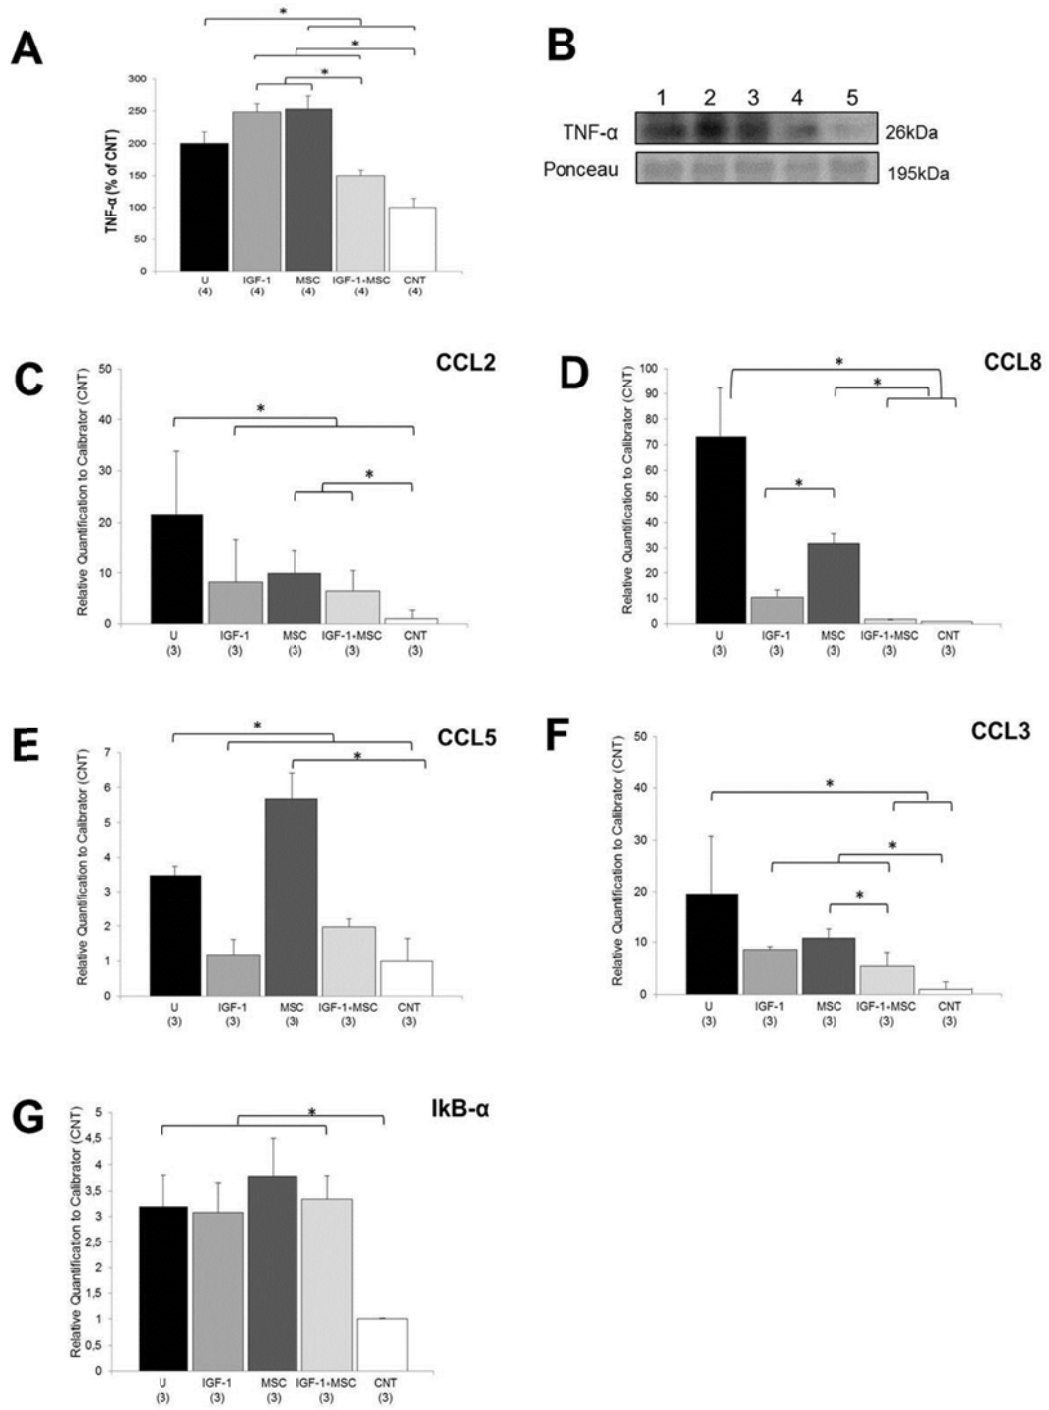 A
*
*
*
TNF-α (% of CNT)
300
250
200
150
100
50
0
U IGF-1 MSC IGF-1+MSC CNT
(4) (4) (4) (4) (4)
B
1 2 3 4 5
TNF-α 26kDa
Ponceau 195kDa
C
CCL2
Relative Quantification to Calibrator (CNT)
50
40
30
20
10
0
*
*
U IGF-1 MSC IGF-1+MSC CNT
(3) (3) (3) (3) (3)
D
CCL8
Relative Quantification to Calibrator (CNT)
100
90
80
70
60
50
40
30
20
10
0
*
*
*
U IGF-1 MSC IGF-1+MSC CNT
(3) (3) (3) (3) (3)
E
CCL5
Relative Quantification to Calibrator (CNT)
7
6
5
4
3
2
1
0
*
*
U IGF-1 MSC IGF-1+MSC CNT
(3) (3) (3) (3) (3)
F
CCL3
Relative Quantification to Calibrator (CNT)
50
40
30
20
10
0
*
*
*
U IGF-1 MSC IGF-1+MSC CNT
(3) (3) (3) (3) (3)
G
IkB-α
Relative Quantification to Calibrator (CNT)
5
4,5
4
3,5
3
2,5
2
1,5
1
0,5
0
*
U IGF-1 MSC IGF-1+MSC CNT
(3) (3) (3) (3) (3)